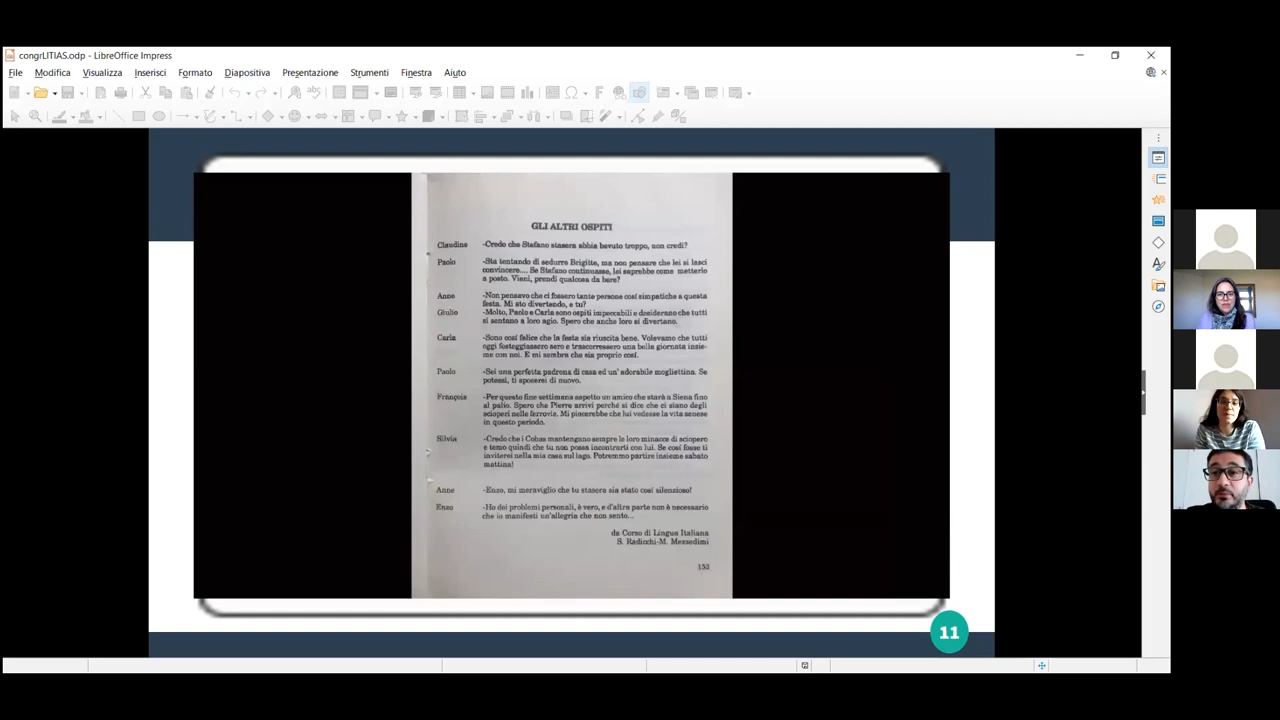 congrLITIAS.odp - LibreOffice Impress
File Modifica Visualizza Inserisci Formato Diapositiva Presentazione Strumenti Finestra Aiuto
GLI ALTRI OSPITI
Claudine -Credo che Stefano stasera abbia bevuto troppo, non credi?
Paolo -Sta tentando di sedurre Brigitte, ma non pensare che lei si lasci
convincere.... Se Stefano continuasse, lei saprebbe come metterlo
a posto. Vieni, prendi qualcosa da bere?
Anne -Non pensavo che ci fossero tante persone così simpatiche a questa
festa. Mi sto divertendo, e tu?
Giulio -Molto, Paolo e Carla sono ospiti impeccabili e desiderano che tutti
si sentano a loro agio. Spero che anche loro si divertano.
Carla -Sono così felice che la festa sia riuscita bene. Volevamo che tutti
oggi festeggiassero e trascorressero una bella giornata insie-
me con noi. E mi sembra che sia proprio così.
Paolo -Sei una perfetta padrona di casa ed un' adorabile mogliettina. Se
potessi, ti sposerei di nuovo.
François -Per questo fine settimana aspetto un amico che starà a Siena fino
al palio. Spero che Pierre arrivi perché si dice che ci siano degli
scioperi nelle ferrovie. Mi piacerebbe che lui vedesse la vita senese
in questo periodo.
Silvia -Credo che i Cobas mantengano sempre le loro minacce di sciopero
e temo quindi che tu non possa incontrarti con lui. Se così fosse ti
inviterei nella mia casa sul lago. Potremmo partire insieme sabato
mattina!
Anne -Enzo, mi meraviglio che tu stasera sia stato così silenzioso!
Enzo -Ho dei problemi personali, è vero, e d'altra parte non è necessario
che io manifesti un'allegria che non sento...
da Corso di Lingua Italiana
S. Radicchi-M. Mezzedimi
153
11